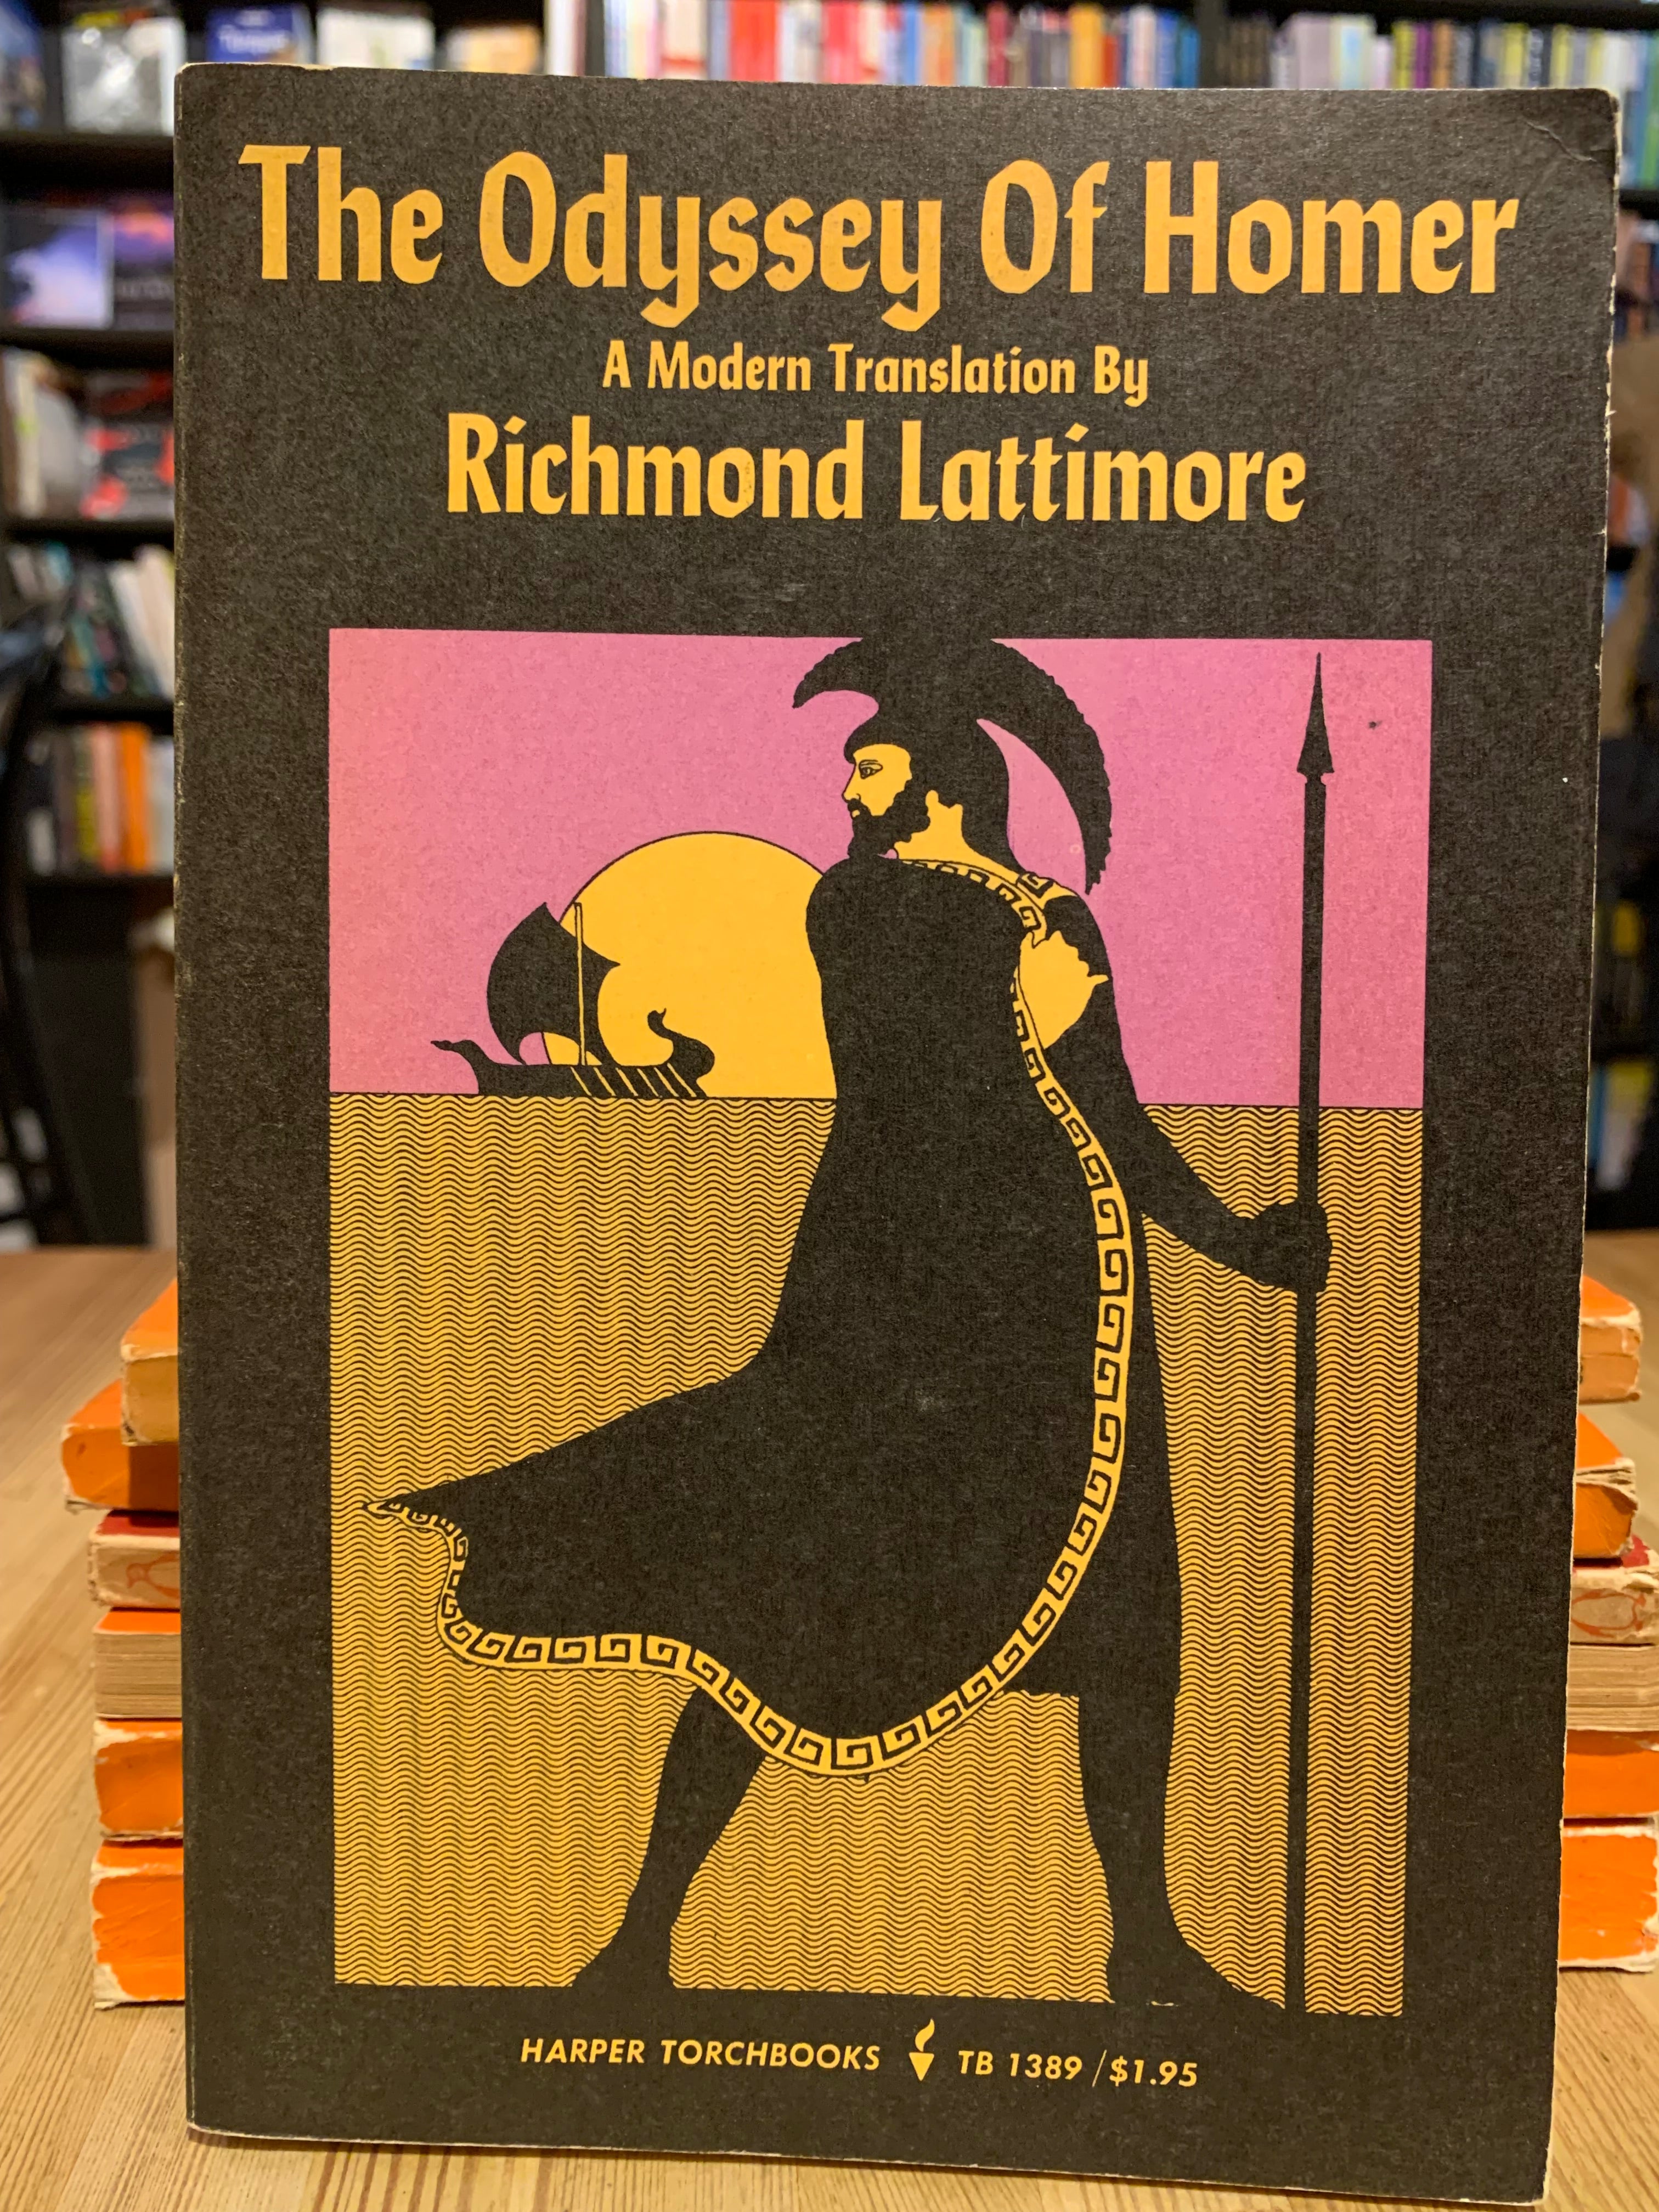 The Odyssey Of Homer
A Modern Translation By
Richmond Lattimore
HARPER TORCHBOOKS TB 1389 / $1.95